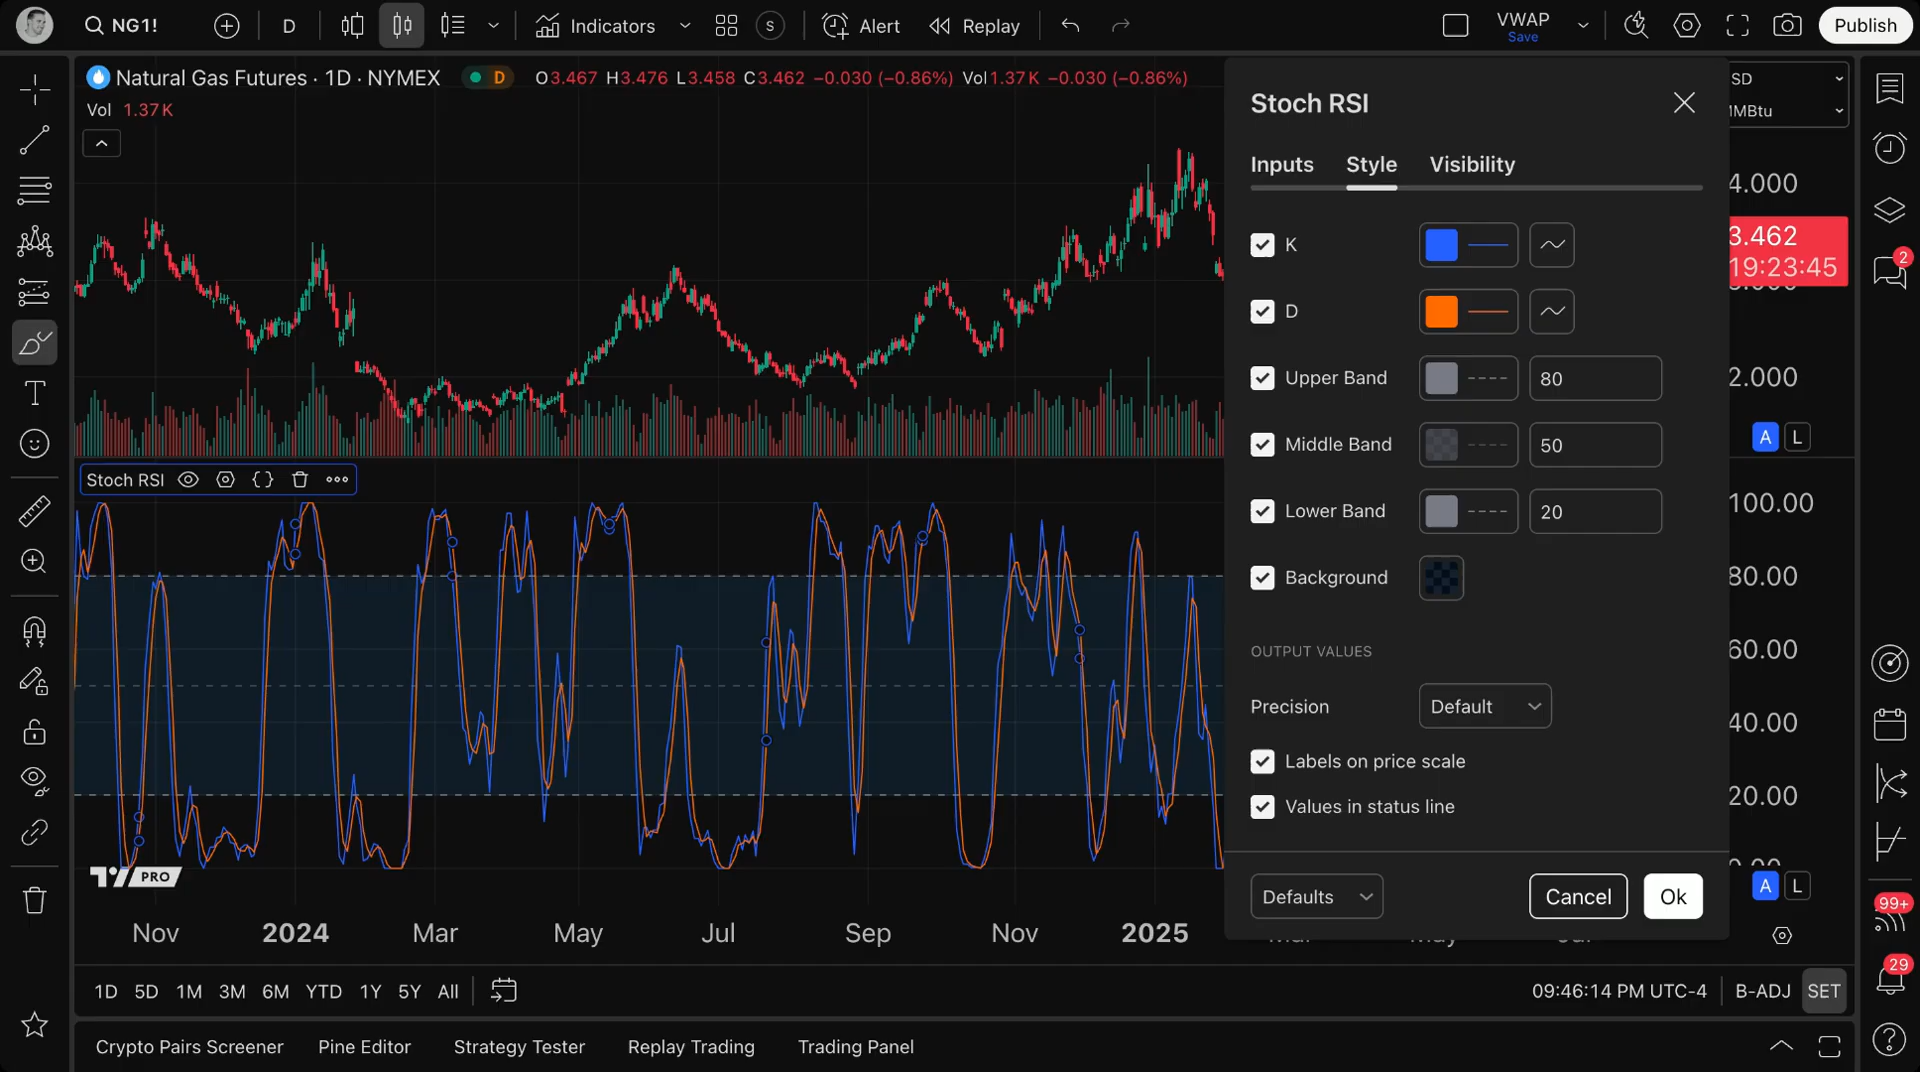 NG1!
D
Indicators
S
Alert
Replay
VWAP
Save
Publish
Natural Gas Futures · 1D · NYMEX
D
O3.467 H3.476 L3.458 C3.462 −0.030 (−0.86%) Vol1.37 K −0.030 (−0.86%)
Vol 1.37 K
Stoch RSI
SD
MBtu
Inputs
Style
Visibility
4.000
3.462
19:23:45
2.000
2
K
D
Upper Band
80
Middle Band
50
Lower Band
20
Background
A
L
Stoch RSI
100.00
80.00
60.00
40.00
20.00
OUTPUT VALUES
Precision
Default
Labels on price scale
Values in status line
Defaults
Cancel
Ok
A
L
PRO
Nov
2024
Mar
May
Jul
Sep
Nov
2025
99+
29
1D
5D
1M
3M
6M
YTD
1Y
5Y
All
09:46:14 PM UTC-4
B-ADJ
SET
Crypto Pairs Screener
Pine Editor
Strategy Tester
Replay Trading
Trading Panel